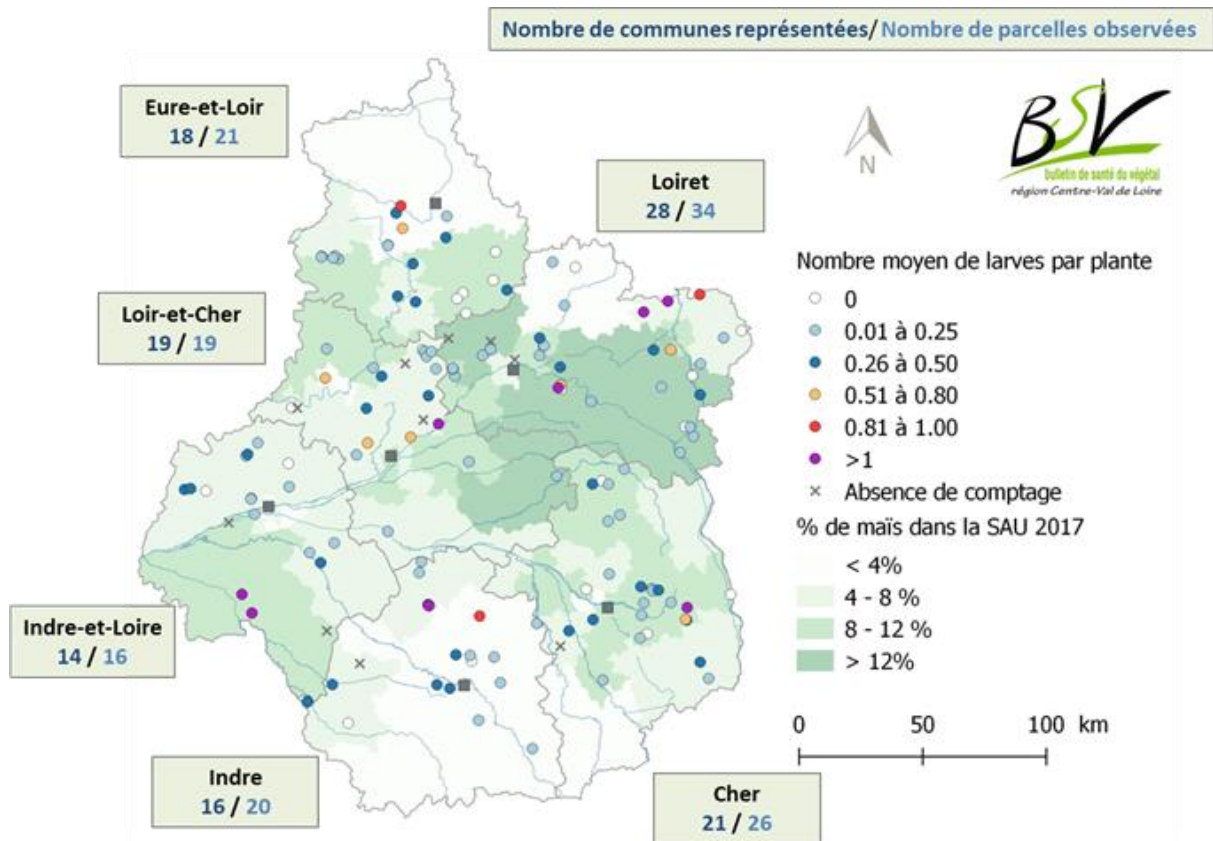 Nombre de communes représentées/ Nombre de parcelles observées
Eure-et-Loir
18 / 21
N
BSV
bulletin de santé du végétal
région Centre-Val de Loire
Loiret
28 / 34
Loir-et-Cher
19 / 19
Nombre moyen de larves par plante
0
0.01 à 0.25
0.26 à 0.50
0.51 à 0.80
0.81 à 1.00
>1
Absence de comptage
% de maïs dans la SAU 2017
< 4%
4 - 8 %
8 - 12 %
> 12%
Indre-et-Loire
14 / 16
0 50 100 km
Indre
16 / 20
Cher
21 / 26